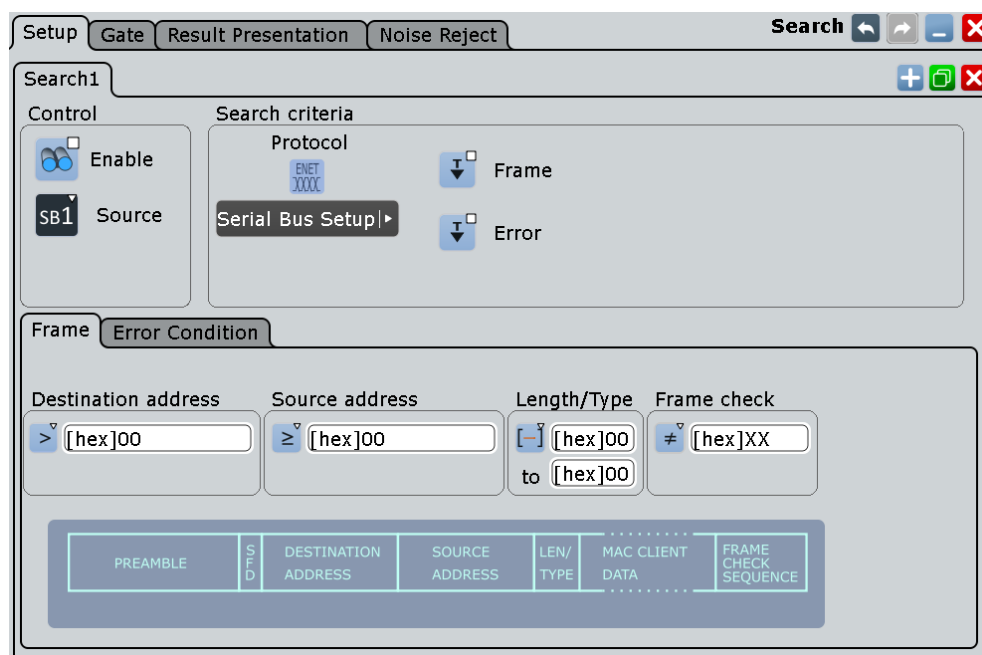 Setup Gate Result Presentation Noise Reject Search
Search1
Control Search criteria
Protocol
Enable ENET Frame
XXXX
SB1 Source Serial Bus Setup Error
Frame Error Condition
Destination address Source address Length/Type Frame check
> [hex]00 ≥ [hex]00 [-] [hex]00 ≠ [hex]XX
to [hex]00
PREAMBLE SFD DESTINATION ADDRESS SOURCE ADDRESS LEN/ TYPE MAC CLIENT DATA FRAME CHECK SEQUENCE